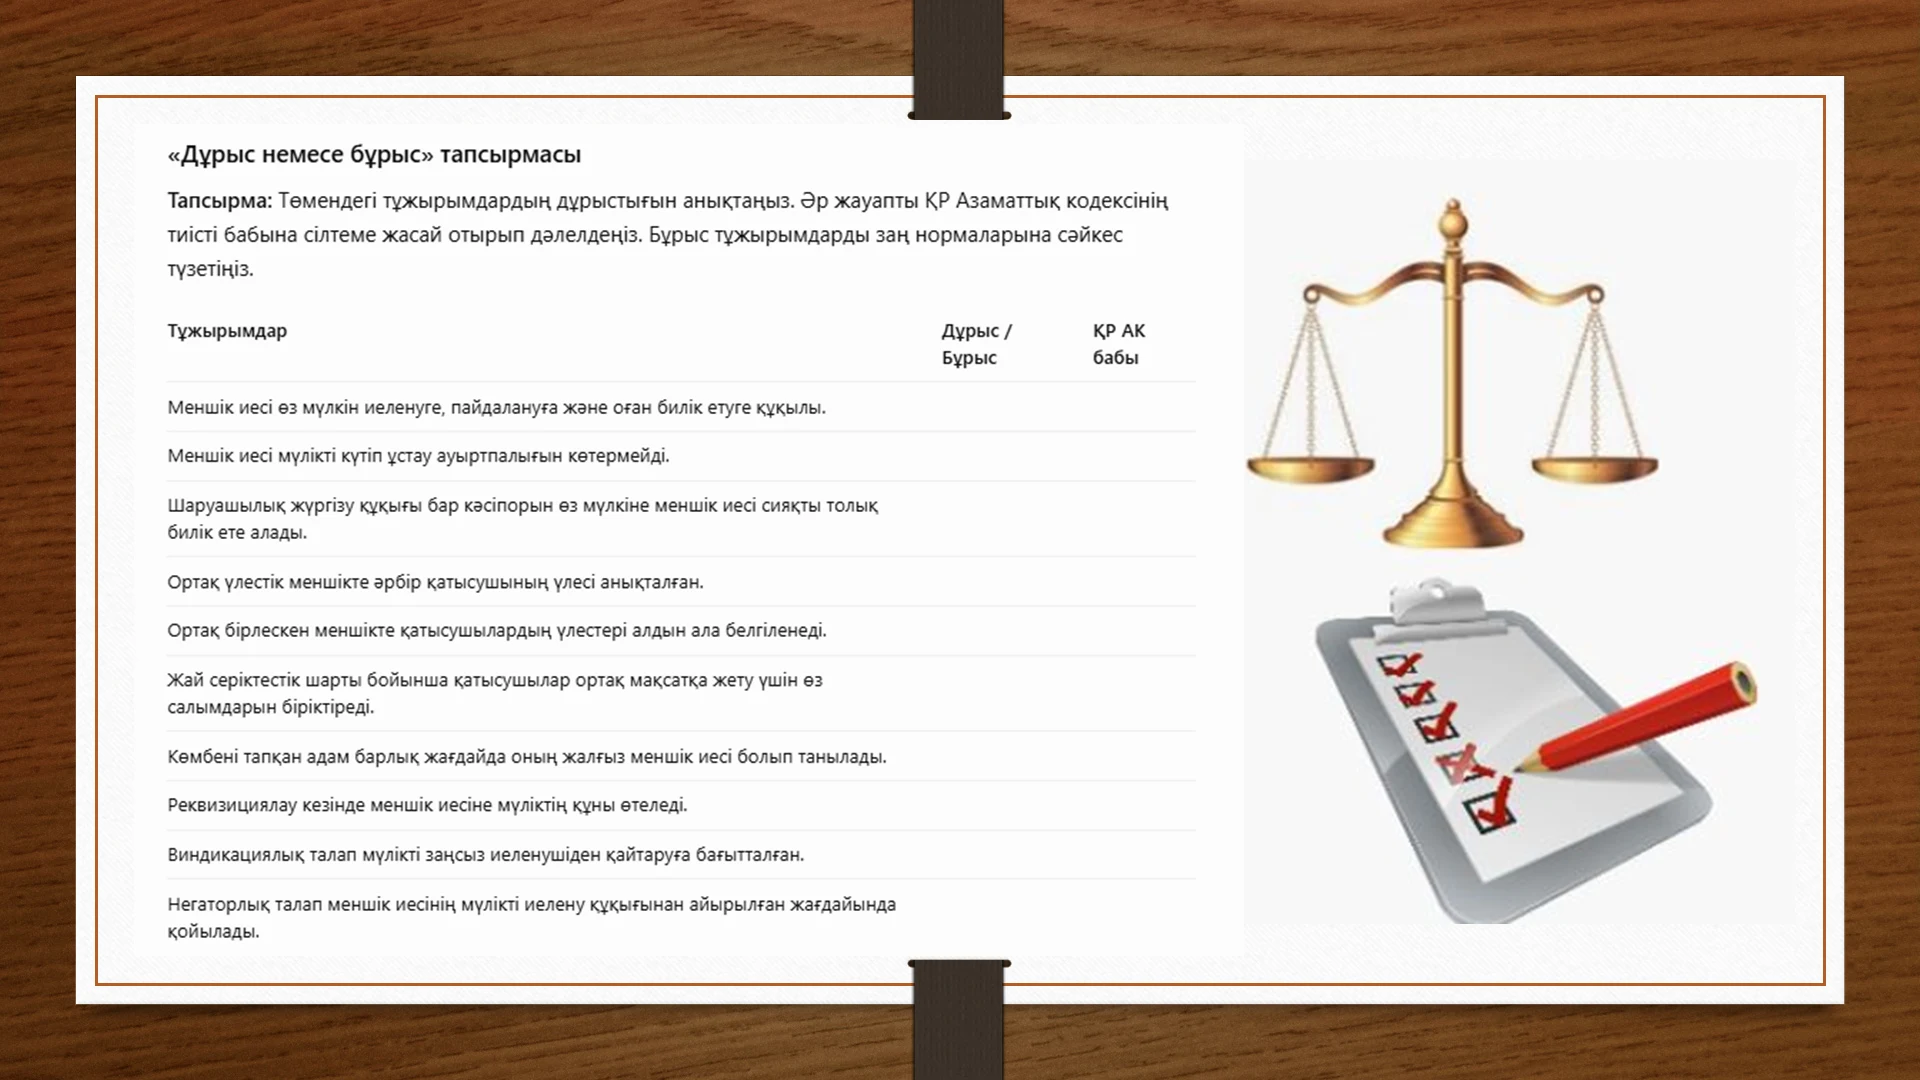 «Дұрыс немесе бұрыс» тапсырмасы
Тапсырма: Төмендегі тұжырымдардың дұрыстығын анықтаңыз. Әр жауапты ҚР Азаматтық кодексінің
тиісті бабына сілтеме жасай отырып дәлелдеңіз. Бұрыс тұжырымдарды заң нормаларына сәйкес
түзетіңіз.
Тұжырымдар
Дұрыс /
Бұрыс
ҚР АК
бабы
Меншік иесі өз мүлкін иеленуге, пайдалануға және оған билік етуге құқылы.
Меншік иесі мүлікті күтіп ұстау ауыртпалығын көтермейді.
Шаруашылық жүргізу құқығы бар кәсіпорын өз мүлкіне меншік иесі сияқты толық
билік ете алады.
Ортақ үлестік меншікте әрбір қатысушының үлесі анықталған.
Ортақ бірлескен меншікте қатысушылардың үлестері алдын ала белгіленеді.
Жай серіктестік шарты бойынша қатысушылар ортақ мақсатқа жету үшін өз
салымдарын біріктіреді.
Көмбені тапқан адам барлық жағдайда оның жалғыз меншік иесі болып танылады.
Реквизициялау кезінде меншік иесіне мүліктің құны өтеледі.
Виндикациялық талап мүлікті заңсыз иеленушіден қайтаруға бағытталған.
Негаторлық талап меншік иесінің мүлікті иелену құқығынан айырылған жағдайында
қойылады.